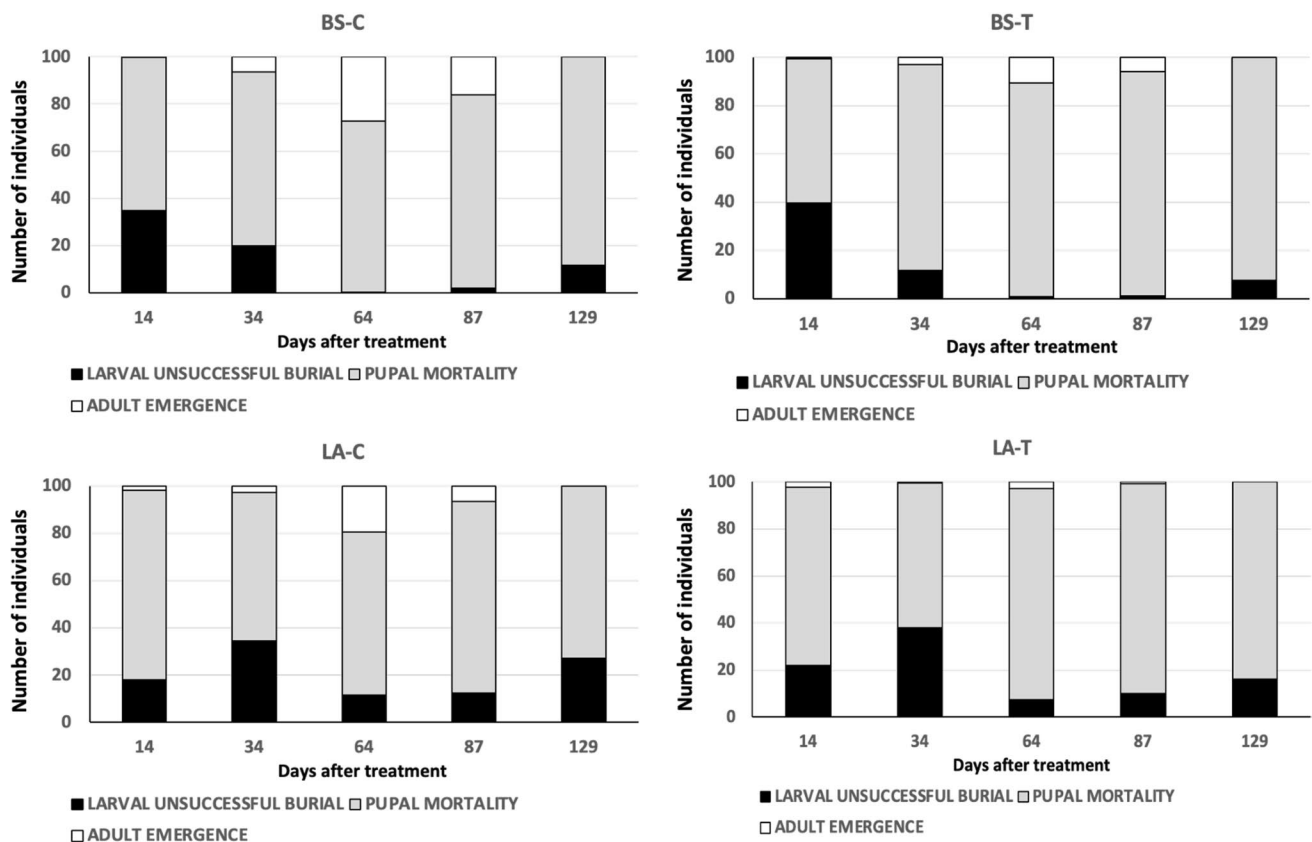 BS-C
Number of individuals
100
80
60
40
20
0
14 34 64 87 129
Days after treatment
LARVAL UNSUCCESSFUL BURIAL PUPAL MORTALITY
ADULT EMERGENCE
BS-T
Number of individuals
100
80
60
40
20
0
14 34 64 87 129
Days after treatment
LARVAL UNSUCCESSFUL BURIAL PUPAL MORTALITY
ADULT EMERGENCE
LA-C
Number of individuals
100
80
60
40
20
0
14 34 64 87 129
Days after treatment
LARVAL UNSUCCESSFUL BURIAL PUPAL MORTALITY
ADULT EMERGENCE
LA-T
Number of individuals
100
80
60
40
20
0
14 34 64 87 129
Days after treatment
LARVAL UNSUCCESSFUL BURIAL PUPAL MORTALITY
ADULT EMERGENCE